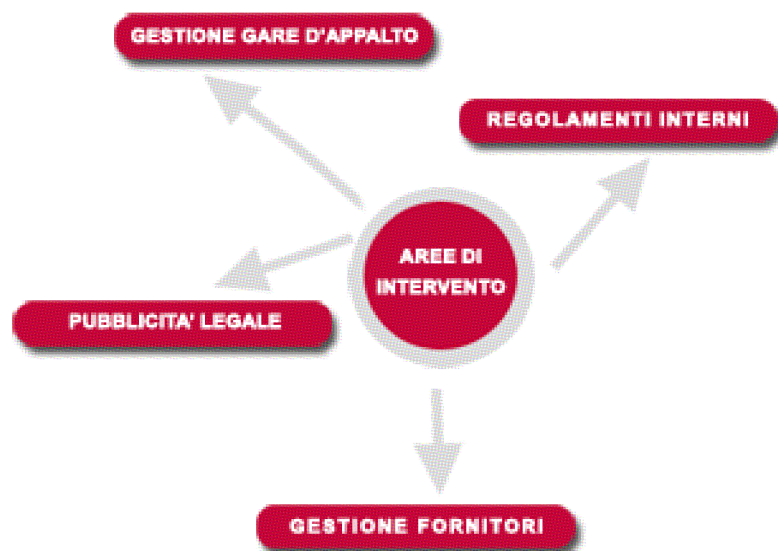 GESTIONE GARE D'APPALTO
REGOLAMENTI INTERNI
AREE DI
INTERVENTO
PUBBLICITA' LEGALE
GESTIONE FORNITORI